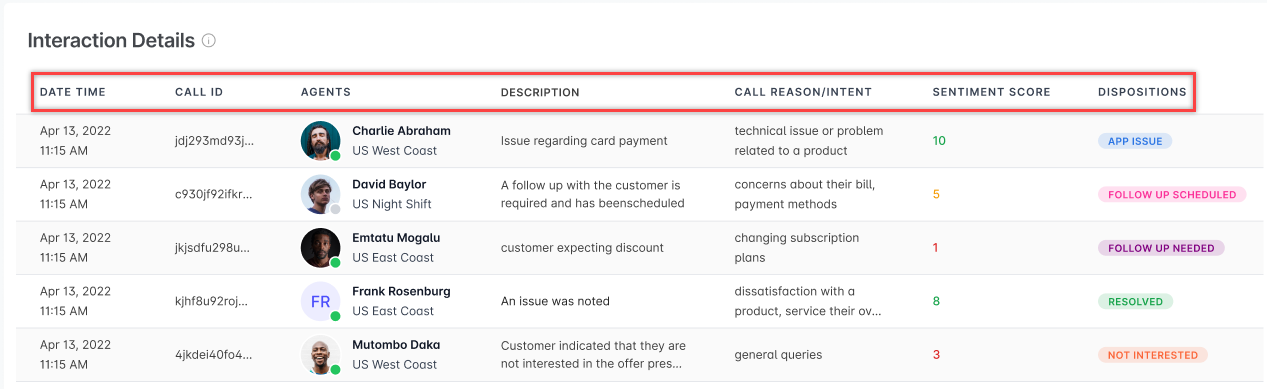 Interaction Details
DATE TIME CALL ID AGENTS DESCRIPTION CALL REASON/INTENT SENTIMENT SCORE DISPOSITIONS
Apr 13, 2022 Charlie Abraham technical issue or problem
jdj293md93j... Issue regarding card payment 10 APP ISSUE
11:15 AM US West Coast related to a product
Apr 13, 2022 David Baylor A follow up with the customer is concerns about their bill,
c930jf92ifkr... 5 FOLLOW UP SCHEDULED
11:15 AM US Night Shift required and has beenscheduled payment methods
Apr 13, 2022 Emtatu Mogalu changing subscription
jkjsdfu298u... customer expecting discount 1 FOLLOW UP NEEDED
11:15 AM US East Coast plans
Apr 13, 2022 Frank Rosenburg dissatisfaction with a
kjhf8u92roj... FR An issue was noted 8 RESOLVED
11:15 AM US East Coast product, service their ov...
Apr 13, 2022 Mutombo Daka Customer indicated that they are
4jkdei40fo4... general queries 3 NOT INTERESTED
11:15 AM US West Coast not interested in the offer pres...